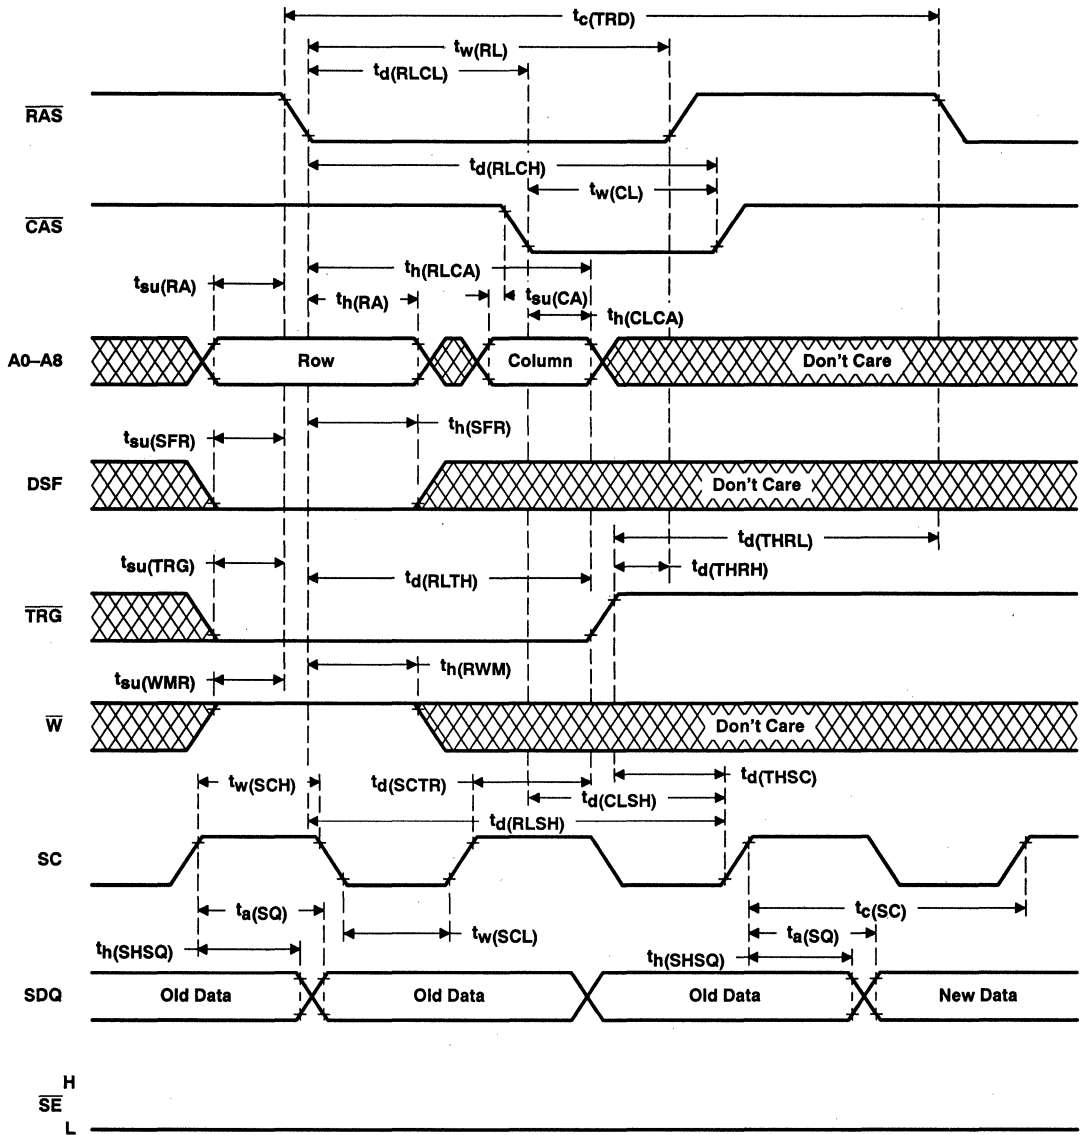 tc(TRD)
tw(RL)
td(RLCL)
RAS
td(RLCH)
tw(CL)
CAS
th(RLCA)
tsu(RA)
th(RA)
tsu(CA)
th(CLCA)
A0–A8
Row
Column
Don't Care
tsu(SFR)
th(SFR)
DSF
Don't Care
td(THRL)
tsu(TRG)
td(RLTH)
td(THRH)
TRG
tsu(WMR)
th(RWM)
W
Don't Care
tw(SCH)
td(SCTR)
td(THSC)
td(CLSH)
td(RLSH)
SC
ta(SQ)
tc(SC)
tw(SCL)
ta(SQ)
th(SHSQ)
th(SHSQ)
SDQ
Old Data
Old Data
Old Data
New Data
H
SE
L